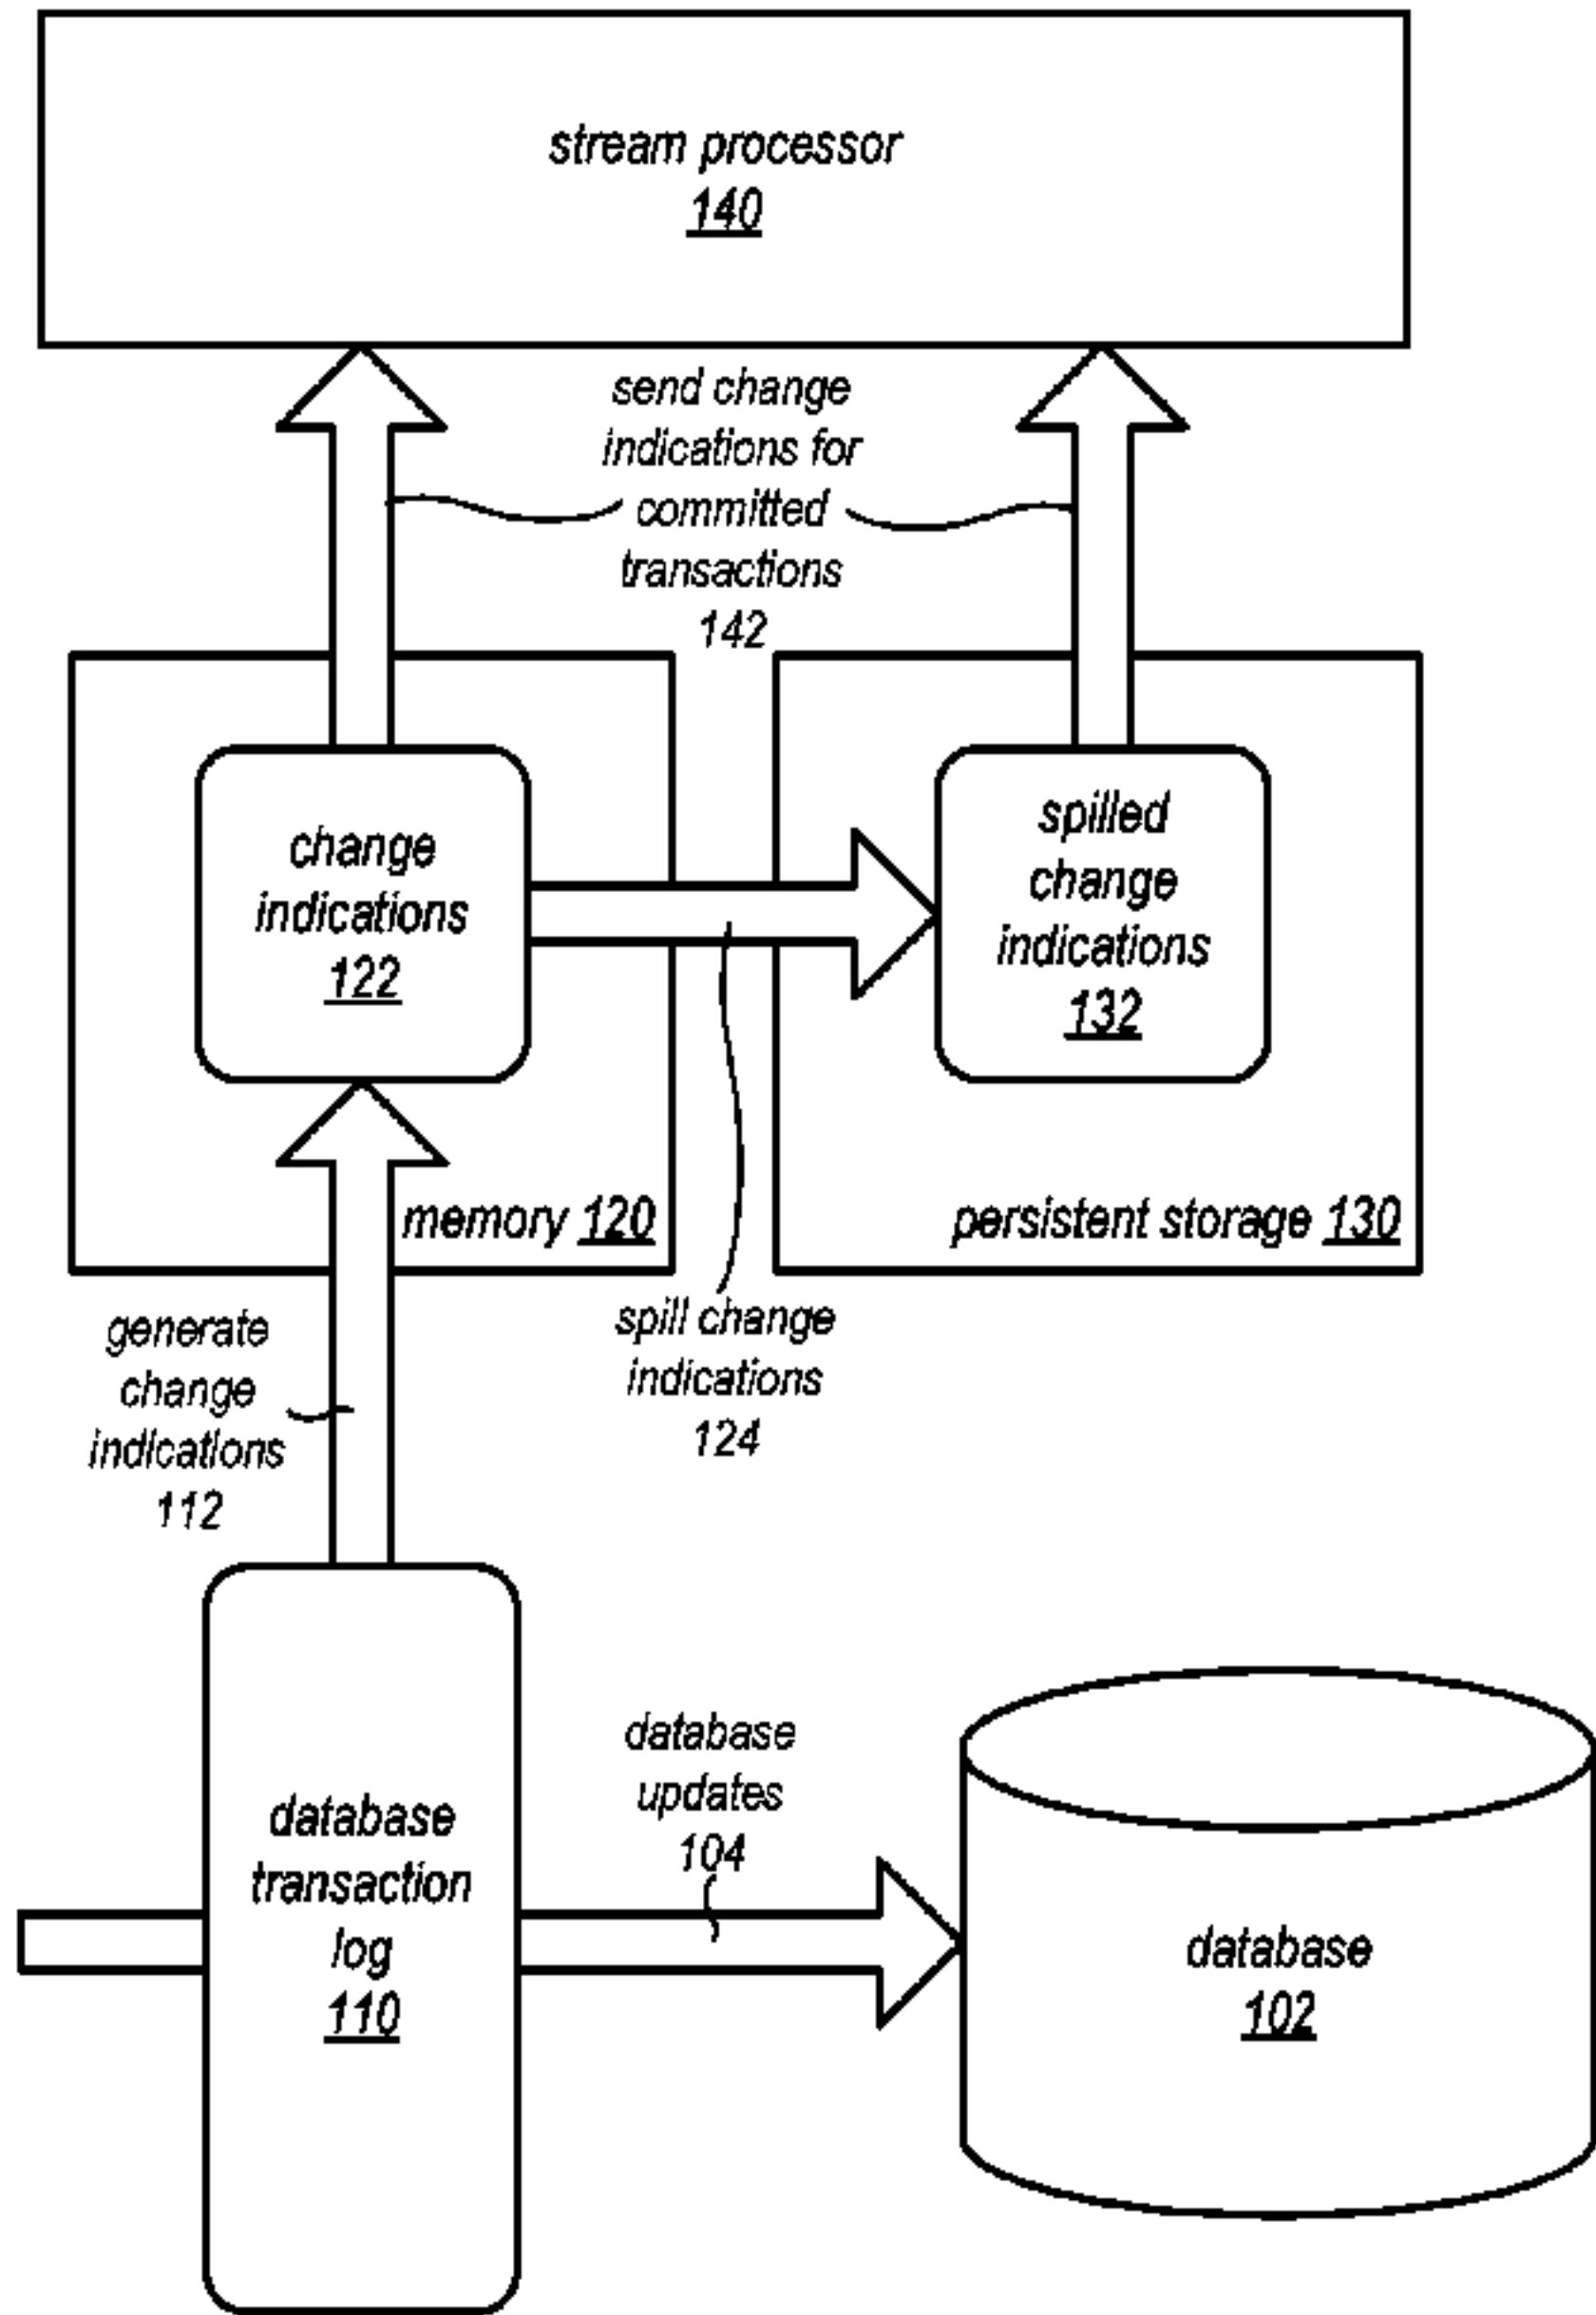 stream processor
140
send change
indications for
committed
transactions
142
change
indications
122
spilled
change
indications
132
memory 120
persistent storage 130
generate
change
indications
112
spill change
indications
124
database
updates
104
database
transaction
log
110
database
102